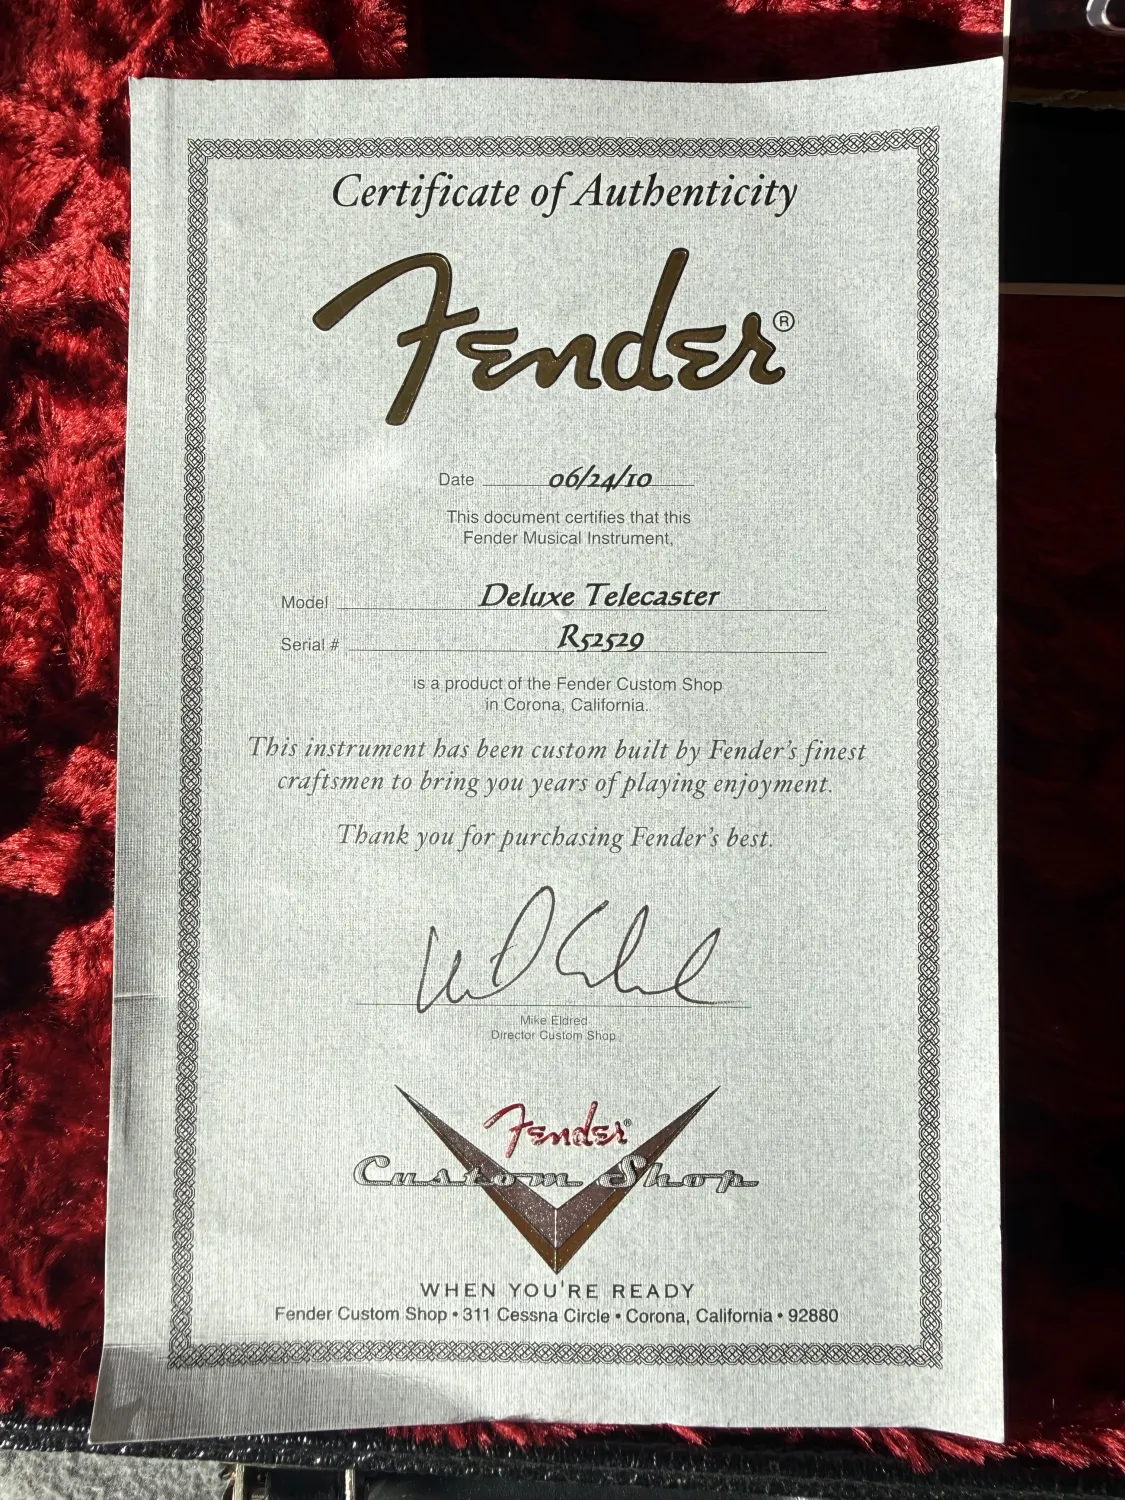 Certificate of Authenticity
Fender®
Date 06/24/10
This document certifies that this
Fender Musical Instrument,
Model Deluxe Telecaster
Serial # R52529
is a product of the Fender Custom Shop
in Corona, California.
This instrument has been custom built by Fender's finest
craftsmen to bring you years of playing enjoyment.
Thank you for purchasing Fender's best.
Mike Eldred
Director Custom Shop
Fender®
Custom Shop
WHEN YOU'RE READY
Fender Custom Shop • 311 Cessna Circle • Corona, California • 92880